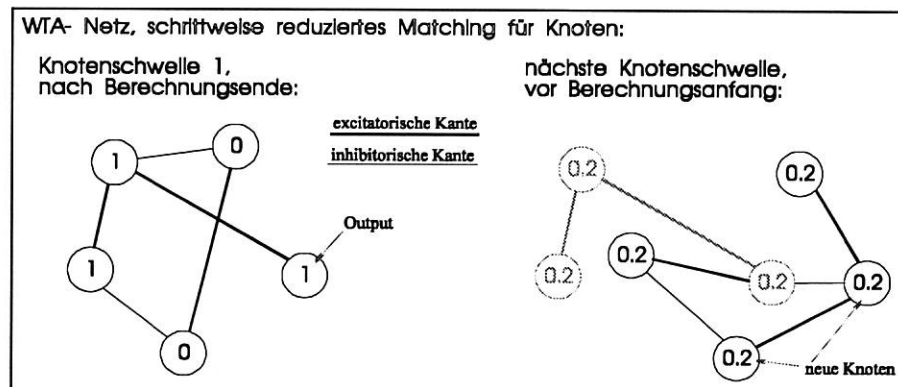 WTA- Netz, schrittweise reduziertes Matching für Knoten:
Knotenschwelle 1,
nach Berechnungsende:
nächste Knotenschwelle,
vor Berechnungsanfang:
excitatorische Kante
inhibitorische Kante
1
0
Output
1
1
0
0.2
0.2
0.2
0.2
0.2
0.2
0.2
neue Knoten